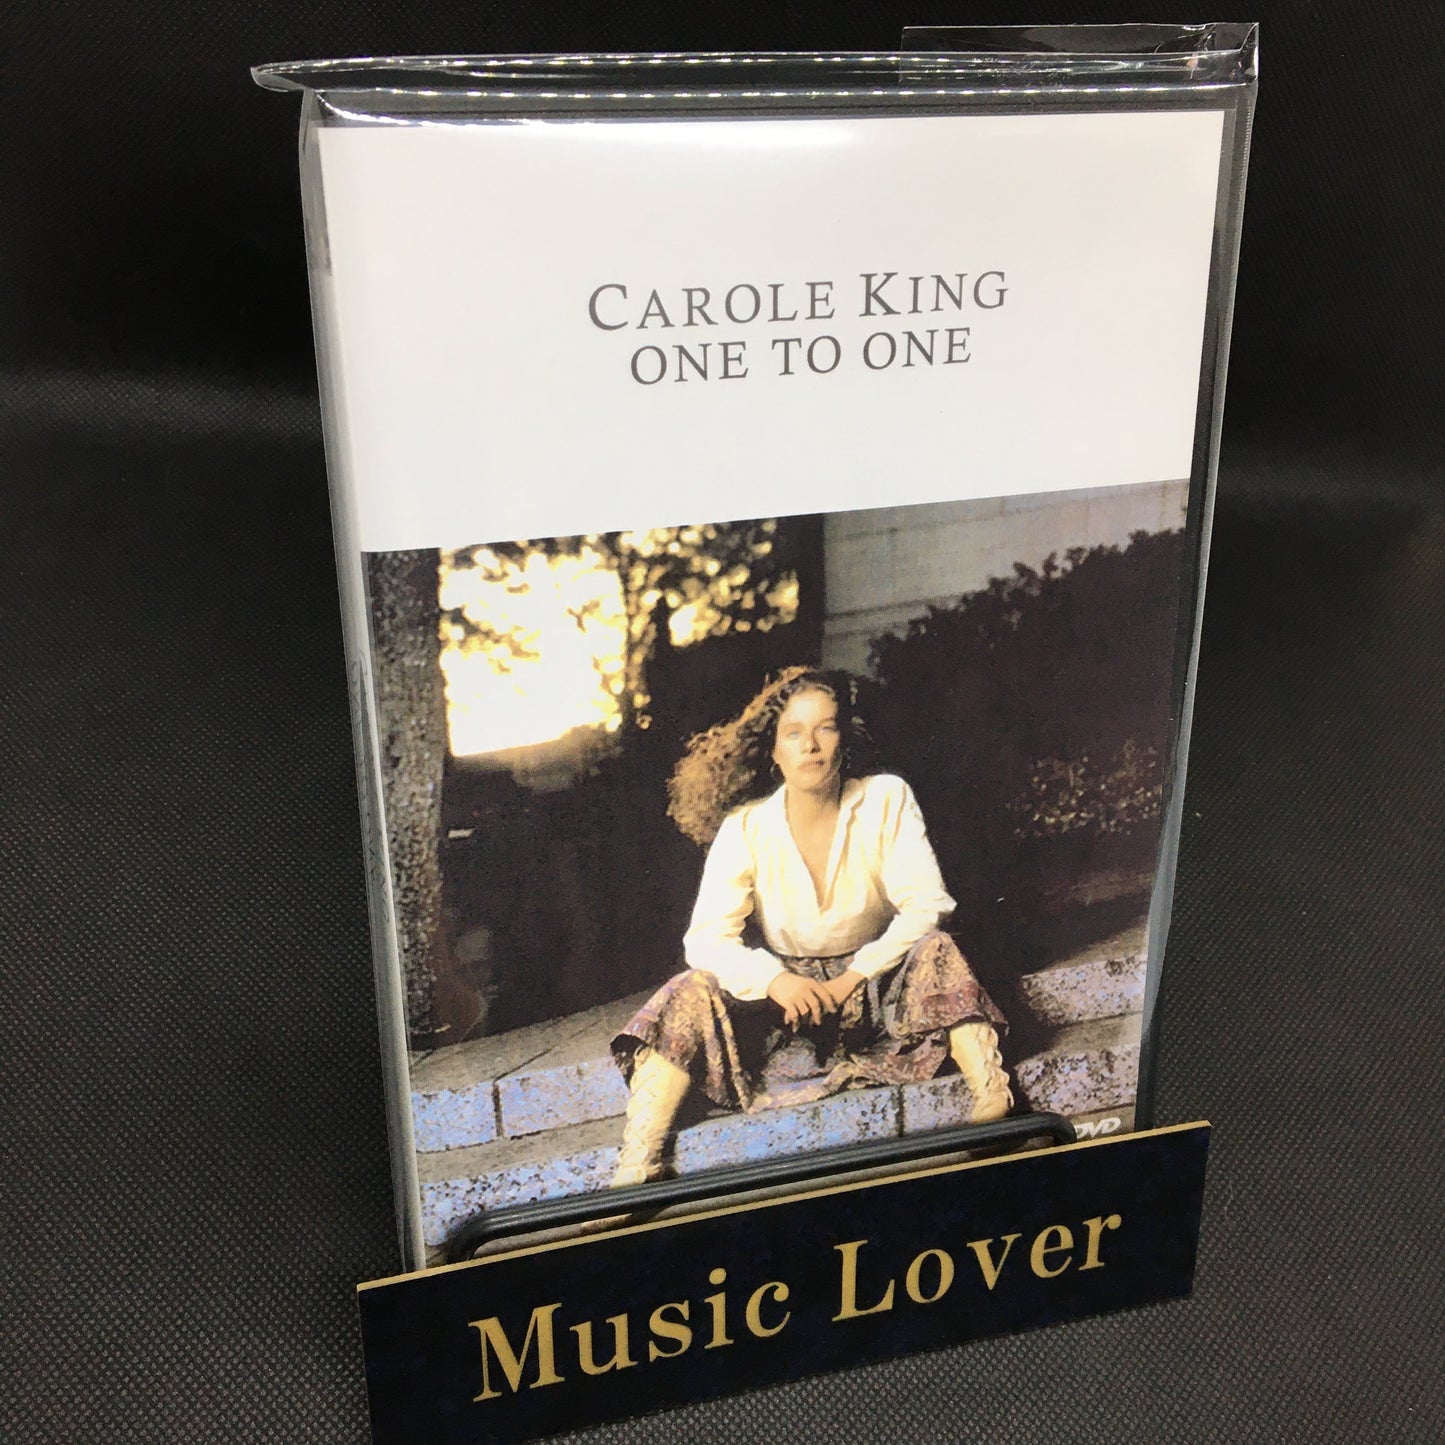 CAROLE KING
ONE TO ONE
DVD
Music Lover